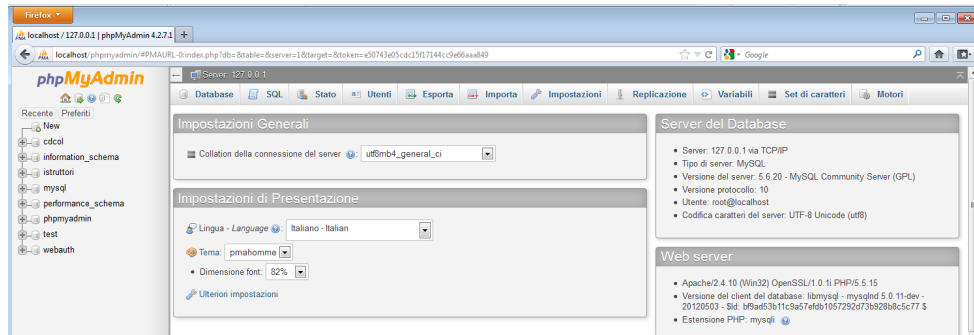 Firefox
localhost / 127.0.0.1 | phpMyAdmin 4.2.7.1
localhost/phpmyadmin/#PMAURL-0:index.php?db=&table=&server=1&target=&token=e50743e05cdc15f17144cc9e66aaa849
Google
phpMyAdmin
Recente Preferiti
New
cdcol
information_schema
istruttori
mysql
performance_schema
phpmyadmin
test
webauth
Server: 127.0.0.1
Database SQL Stato Utenti Esporta Importa Impostazioni Replicazione Variabili Set di caratteri Motori
Impostazioni Generali
Collation della connessione del server : utf8mb4_general_ci
Impostazioni di Presentazione
Lingua - Language : Italiano - Italian
Tema: pmahomme
• Dimensione font: 82%
Ulteriori impostazioni
Server del Database
• Server: 127.0.0.1 via TCP/IP
• Tipo di server: MySQL
• Versione del server: 5.6.20 - MySQL Community Server (GPL)
• Versione protocollo: 10
• Utente: root@localhost
• Codifica caratteri del server: UTF-8 Unicode (utf8)
Web server
• Apache/2.4.10 (Win32) OpenSSL/1.0.1i PHP/5.5.15
• Versione del client del database: libmysql - mysqlnd 5.0.11-dev -
20120503 - $Id: bf9ad53b11c9a57efdb1057292d73b928b8c5c77 $
• Estensione PHP: mysqli